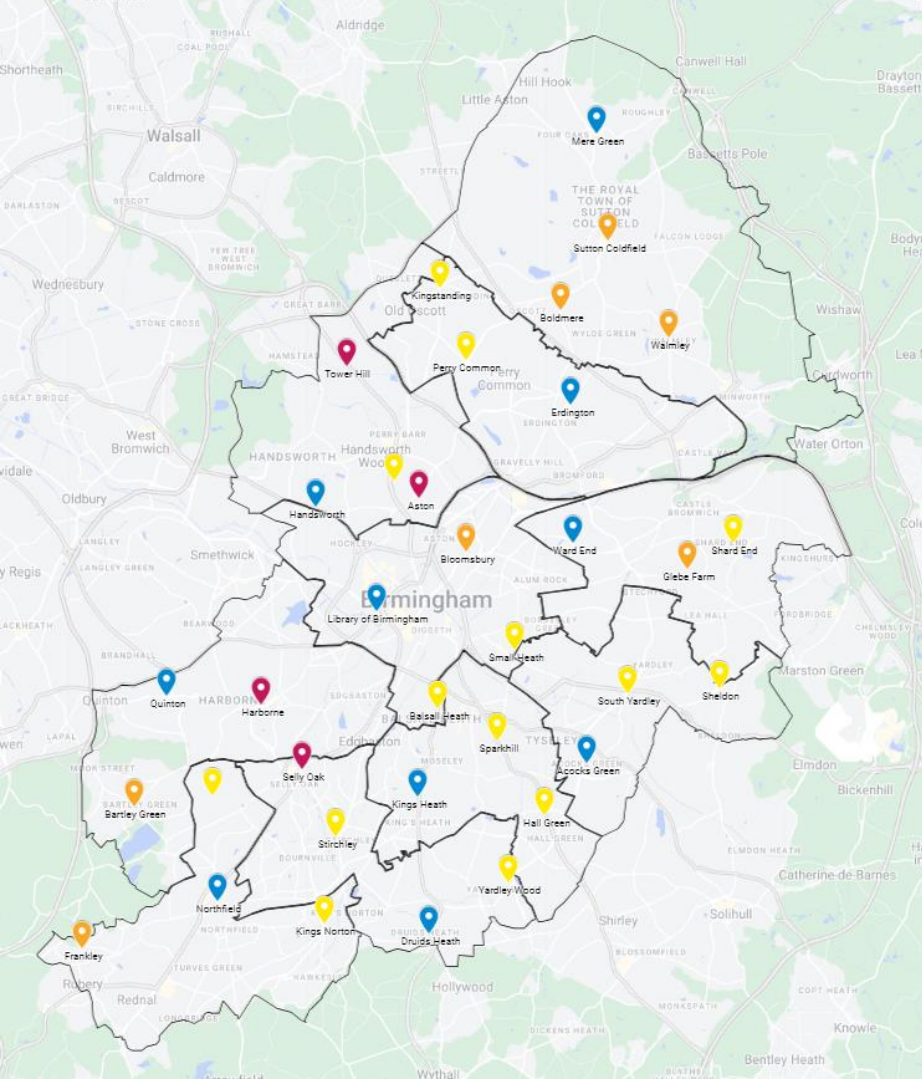 RUSHALL
Aldridge
COAL POOL
Shortheath
Canwell Hall
Hill Hook
Drayton
Bassett
Little Aston
CANWELL
BIRCHILLS
ROUGHLEY
Walsall
FOUR OAKS
Mere Green
Bassetts Pole
Caldmore
STREETLY
THE ROYAL
TOWN OF
SUTTON
COLDFIELD
DARLASTON
BESCOT
FALCON LODGE
Sutton Coldfield
YEW TREE
WEST
BROMWICH
Wednesbury
Kingstanding
GREAT BARR
Old Oscott
Boldmere
Wishaw
STONE CROSS
WYLDE GREEN
Walmley
HAMSTEAD
Tower Hill
Perry Common
Perry
Common
Curdworth
GREAT BRIDGE
MINWORTH
Erdington
ERDINGTON
West
Bromwich
PERRY BARR
HANDSWORTH
Handsworth
Wood
Water Orton
GRAVELLY HILL
BROMFORD
Oldbury
Aston
Handsworth
CASTLE
BROMWICH
LANGLEY
HOCKLEY
ASTON
Ward End
SHARD END
Shard End
Smethwick
Bloomsbury
KINGSHURST
LANGLEY GREEN
Glebe Farm
ALUM ROCK
STECHFORD
Birmingham
Library of Birmingham
LEA HALL
BEARWOOD
DIGBETH
CHELMSLEY
WOOD
BRANDHALL
Small Heath
YARDLEY
Marston Green
Quinton
Quinton
HARBORNE
Harborne
EDGBASTON
South Yardley
Sheldon
Balsall Heath
LAPAL
Edgbaston
Sparkhill
TYSELEY
SHELDON
MOSELEY
ACOCKS GREEN
Acocks Green
Elmdon
Selly Oak
SELLY OAK
BARTLEY GREEN
Bartley Green
Kings Heath
Bickenhill
KING'S HEATH
Hall Green
HALL GREEN
Stirchley
BOURNVILLE
ELMDON HEATH
Catherine-de-Barnes
Yardley Wood
Northfield
NORTHFIELD
Kings Norton
Shirley
Solihull
DRUIDS HEATH
Druids Heath
Frankley
BLOSSOMFIELD
TURVES GREEN
Rubery
Rednal
Hollywood
COPT HEATH
MONKSPATH
LONGBRIDGE
DICKENS HEATH
Knowle
Bentley Heath
Wythall